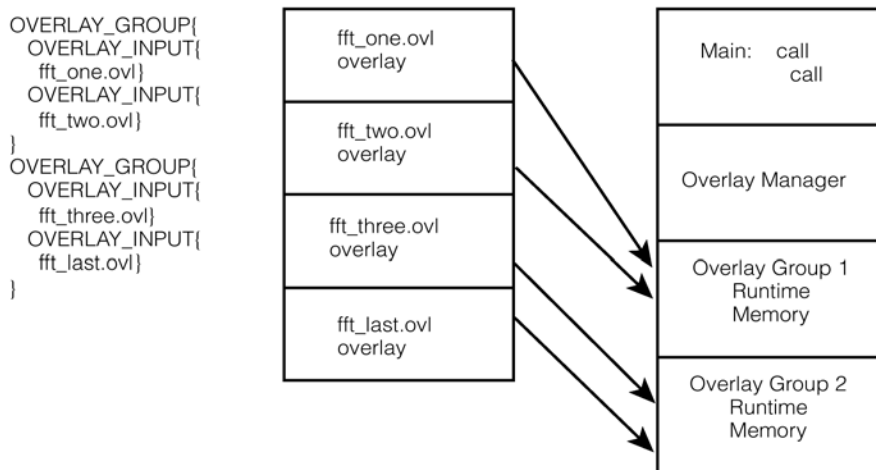 OVERLAY_GROUP{
OVERLAY_INPUT{
fft_one.ovl}
OVERLAY_INPUT{
fft_two.ovl}
}
OVERLAY_GROUP{
OVERLAY_INPUT{
fft_three.ovl}
OVERLAY_INPUT{
fft_last.ovl}
}
fft_one.ovl
overlay
fft_two.ovl
overlay
fft_three.ovl
overlay
fft_last.ovl
overlay
Main: call
call
Overlay Manager
Overlay Group 1
Runtime
Memory
Overlay Group 2
Runtime
Memory